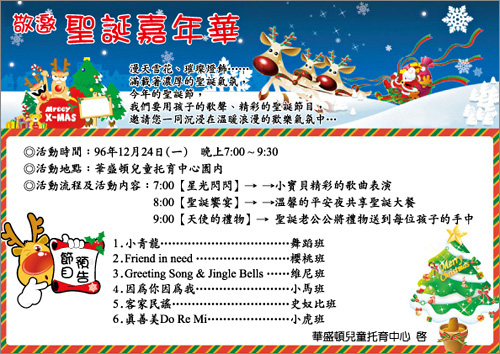 敬邀 聖誕嘉年華
漫天雪花、璀璨燈飾……
滿載著濃厚的聖誕氣氛，
今年的聖誕節，
我們要用孩子的歌聲、精彩的聖誕節目，
邀請您一同沉浸在溫暖浪漫的歡樂氣氛中…
Merry
X-MAS
◎活動時間：96年12月24日(一)　晚上7:00～9:30
◎活動地點：華盛頓兒童托育中心園內
◎活動流程及活動內容：7:00【星光閃閃】→ →小寶貝精彩的歌曲表演
8:00【聖誕饗宴】→ →溫馨的平安夜共享聖誕大餐
9:00【天使的禮物】→ 聖誕老公公將禮物送到每位孩子的手中
節目預告
1.小青龍…………………………舞蹈班
2.Friend in need ………………櫻桃班
3.Greeting Song & Jingle Bells ……維尼班
4.因為你因為我…………………小馬班
5.客家民謠………………………史奴比班
6.真善美Do Re Mi………………小虎班
Merry
Christmas
華盛頓兒童托育中心 啓